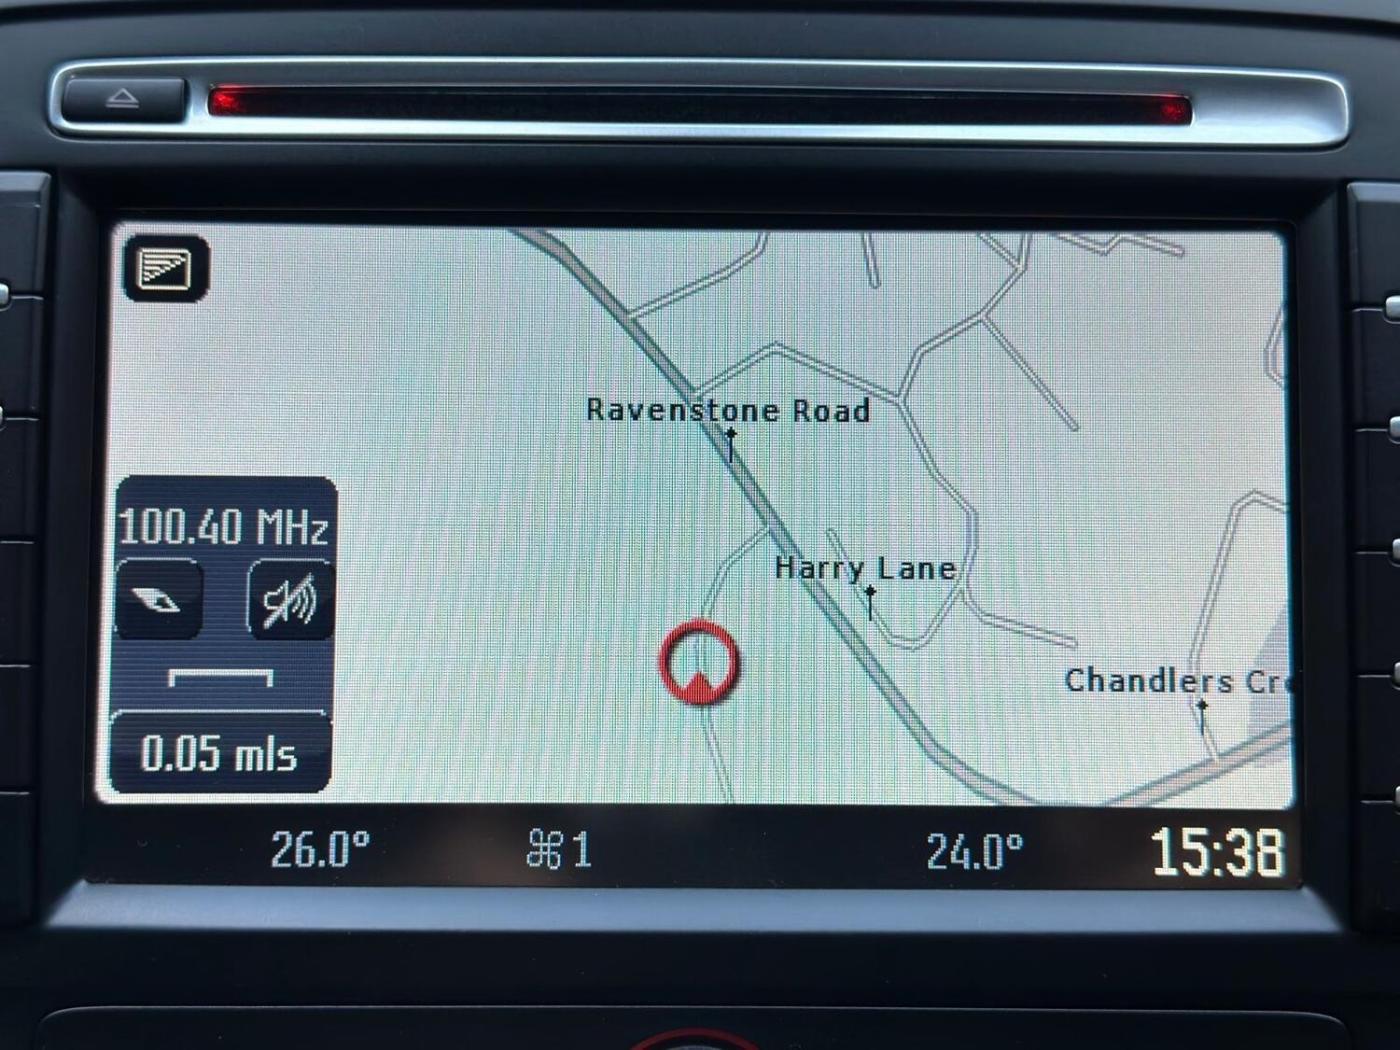 Ravenstone Road
100.40 MHz
Harry Lane
Chandlers Cr
0.05 mls
26.0° ⌘1 24.0° 15:38